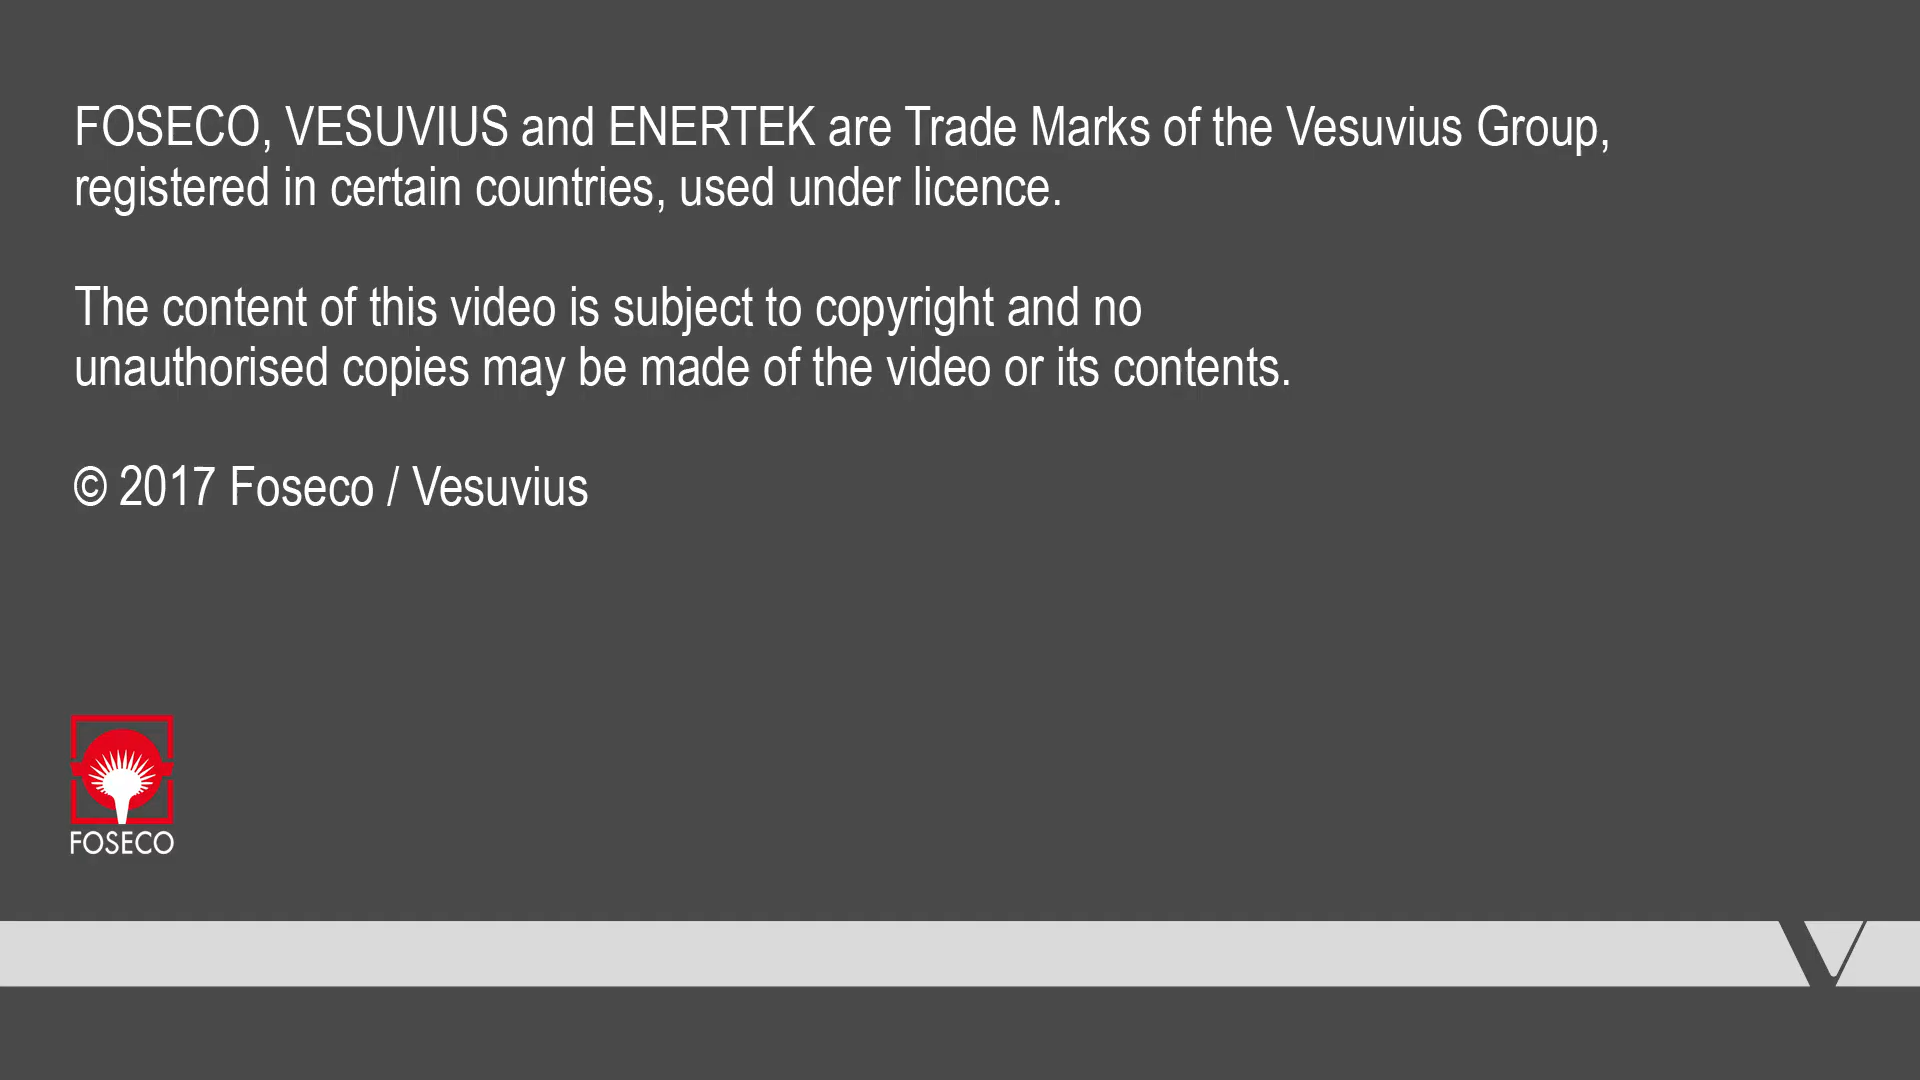 FOSECO, VESUVIUS and ENERTEK are Trade Marks of the Vesuvius Group,
registered in certain countries, used under licence.
The content of this video is subject to copyright and no
unauthorised copies may be made of the video or its contents.
© 2017 Foseco / Vesuvius
FOSECO
V